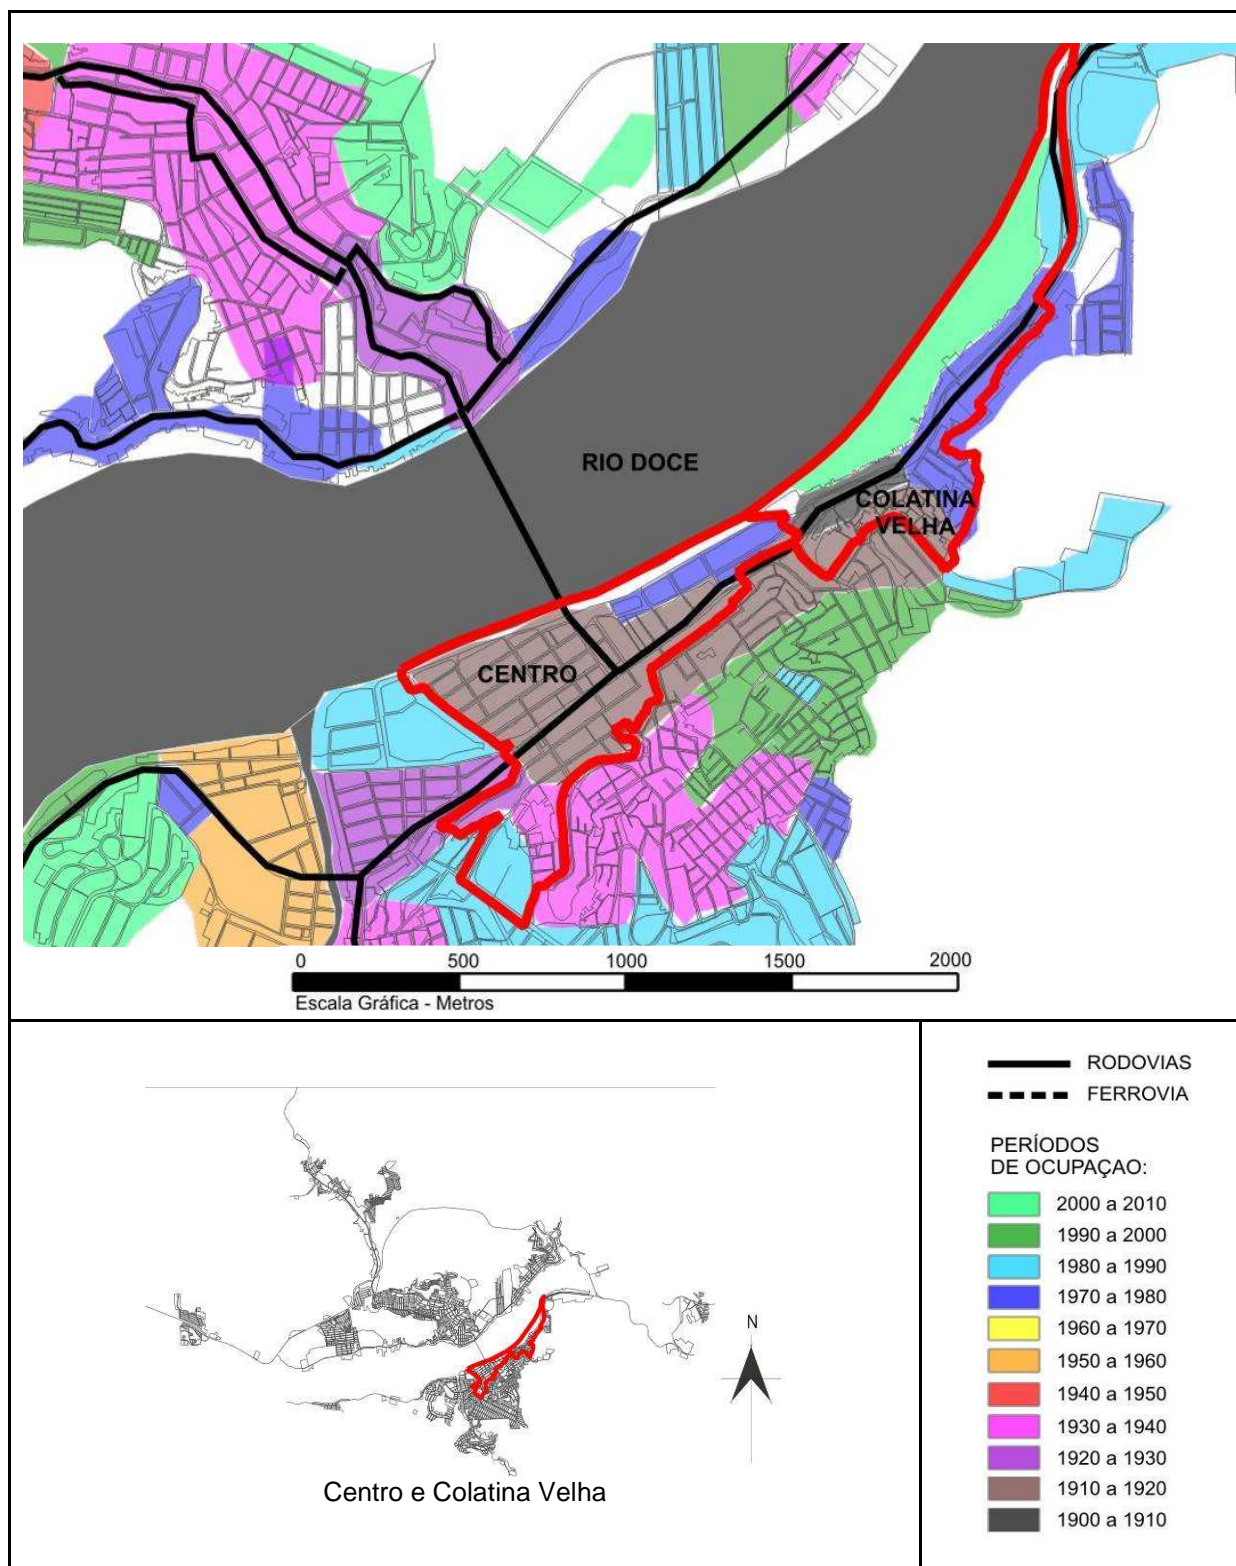 RIO DOCE
COLATINA
VELHA
CENTRO
0 500 1000 1500 2000
Escala Gráfica - Metros
Centro e Colatina Velha
N
RODOVIAS
FERROVIA
PERÍODOS
DE OCUPAÇAO:
2000 a 2010
1990 a 2000
1980 a 1990
1970 a 1980
1960 a 1970
1950 a 1960
1940 a 1950
1930 a 1940
1920 a 1930
1910 a 1920
1900 a 1910